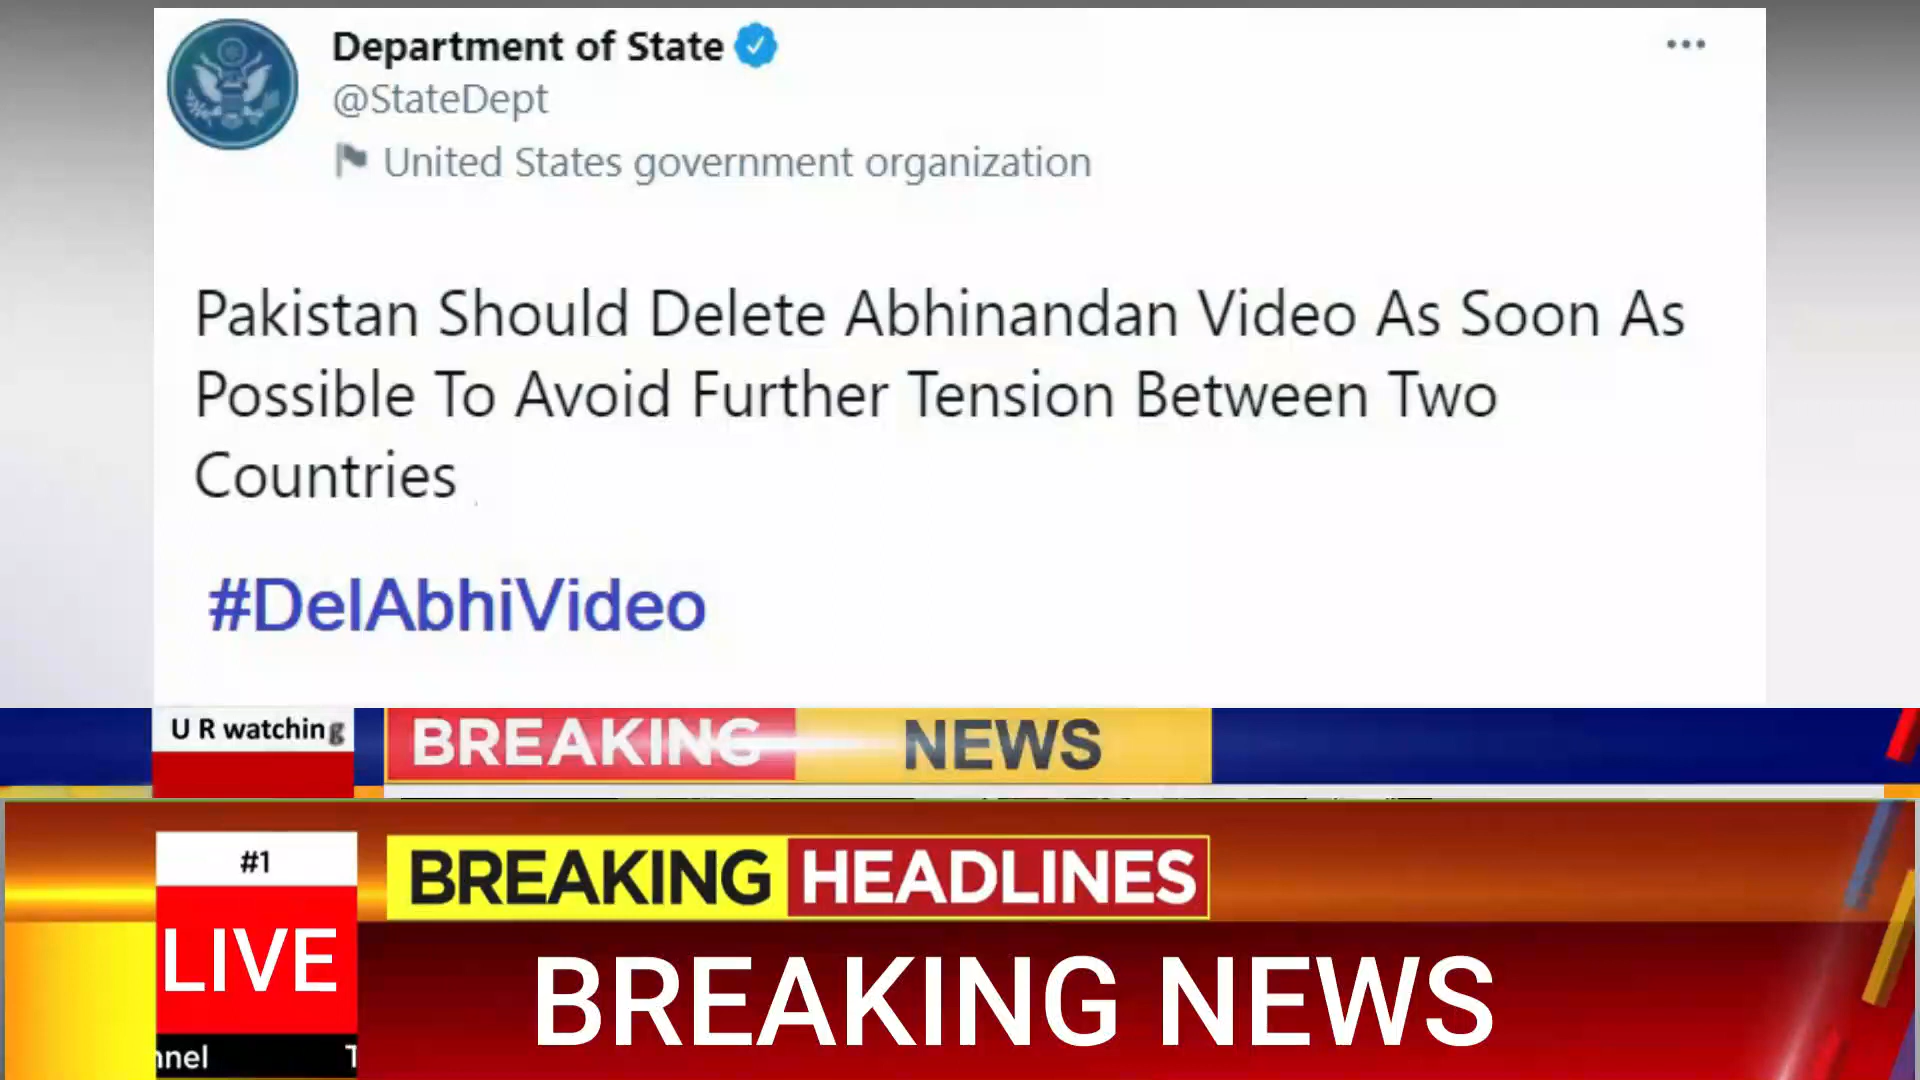 Department of State
@StateDept
United States government organization
Pakistan Should Delete Abhinandan Video As Soon As
Possible To Avoid Further Tension Between Two
Countries
#DelAbhiVideo
U R watching
BREAKING NEWS
#1
BREAKING HEADLINES
LIVE
BREAKING NEWS
nnel T